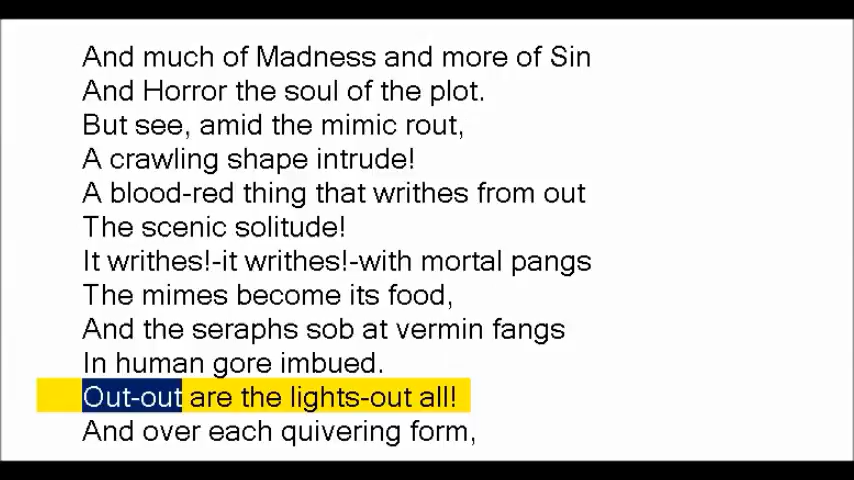 And much of Madness and more of Sin
And Horror the soul of the plot.
But see, amid the mimic rout,
A crawling shape intrude!
A blood-red thing that writhes from out
The scenic solitude!
It writhes!-it writhes!-with mortal pangs
The mimes become its food,
And the seraphs sob at vermin fangs
In human gore imbued.
Out-out are the lights-out all!
And over each quivering form,